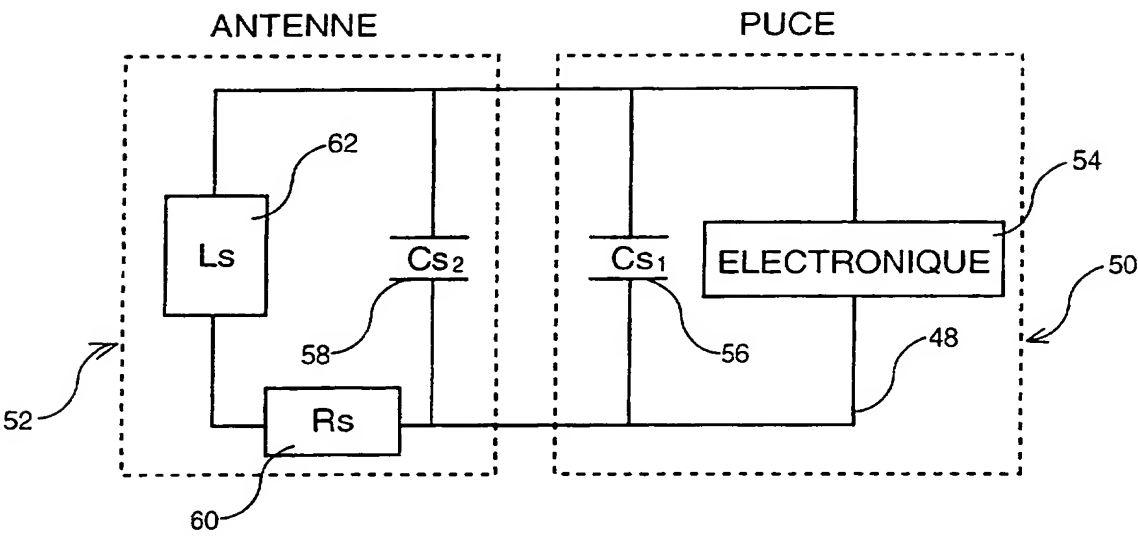 ANTENNE
PUCE
62
54
Ls
Cs2
Cs1
ELECTRONIQUE
50
58
56
48
52
Rs
60